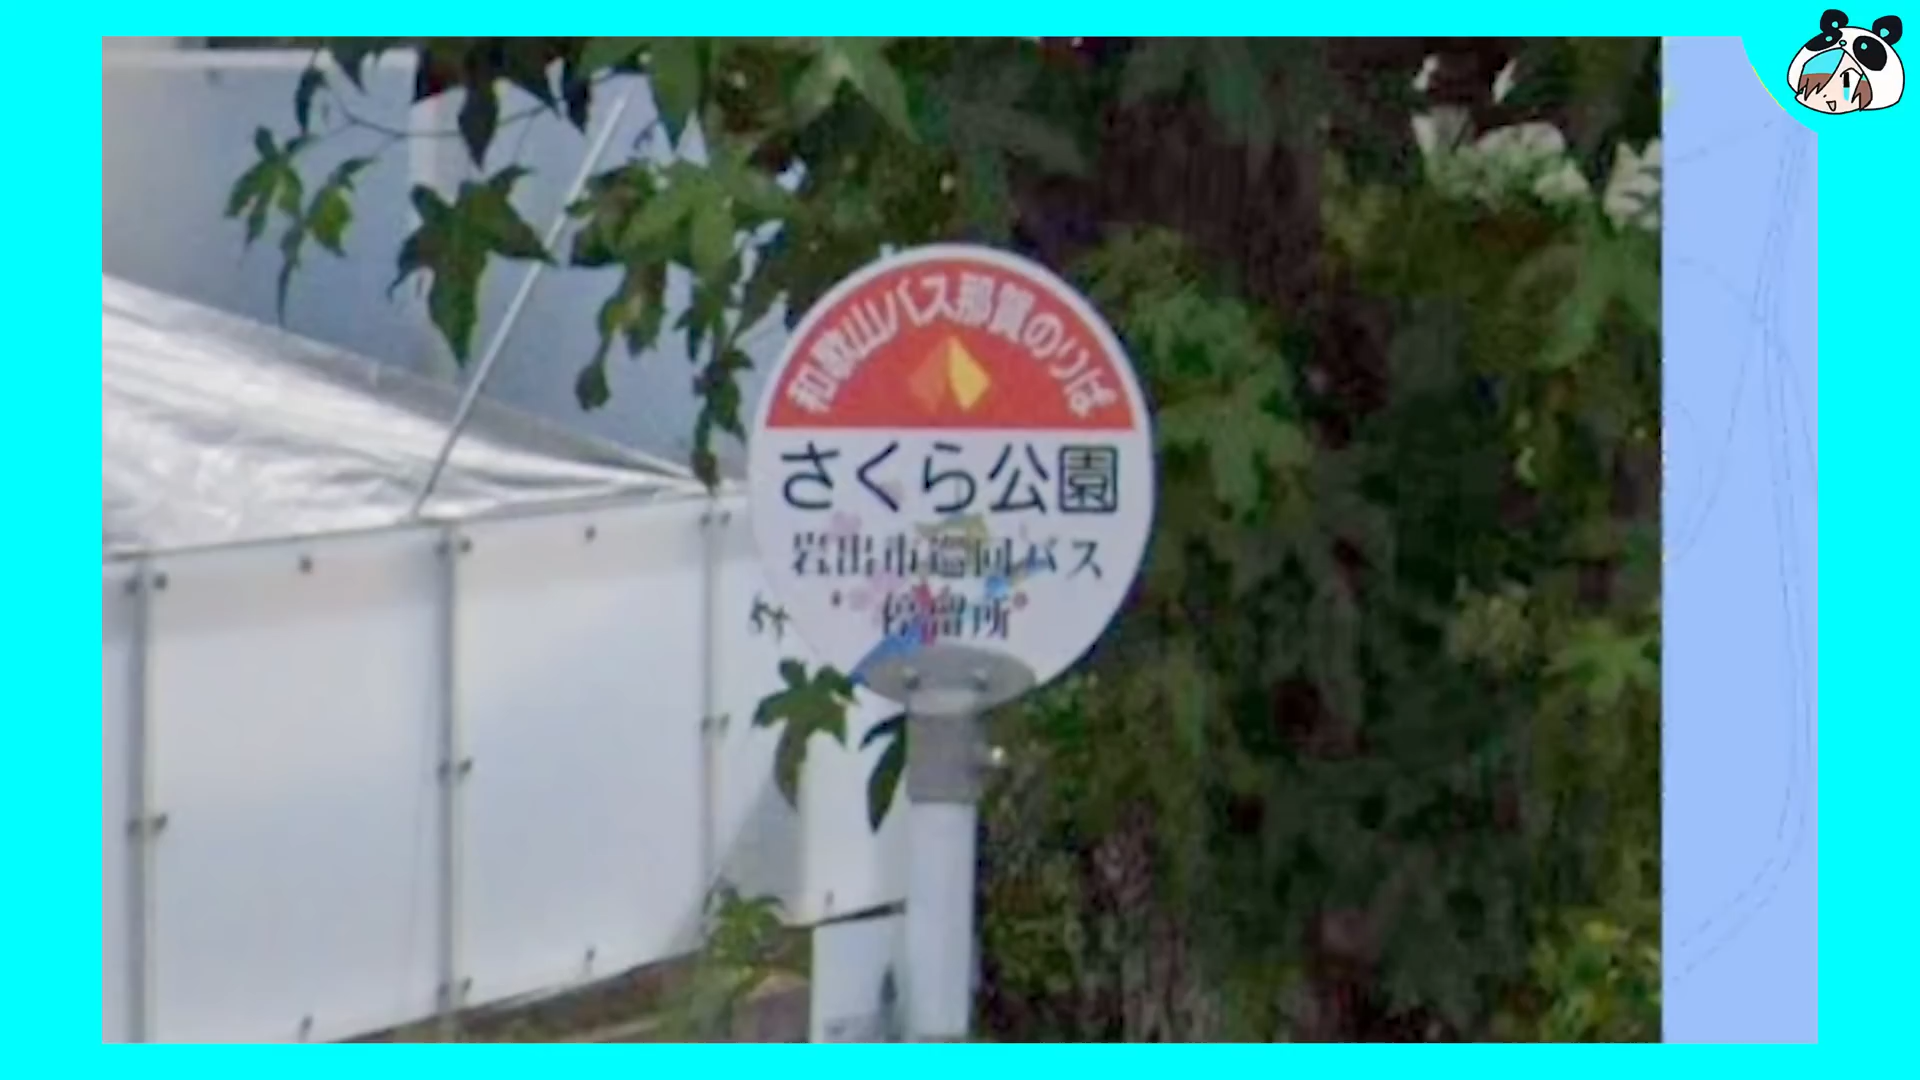 和歌山バス那賀のりば
さくら公園
岩出市巡回バス
停留所